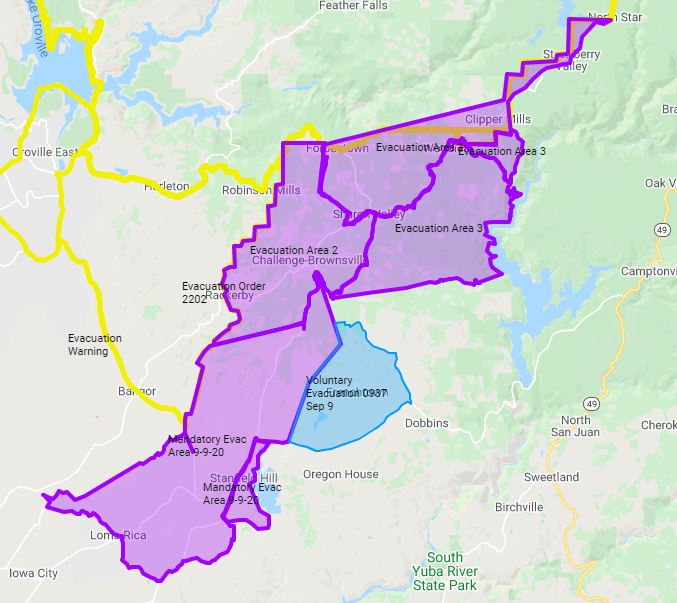 Feather Falls
North Star
Lake Oroville
Strawberry
Valley
Clipper Mills
Oroville East
Forbestown
Evacuation Area
Evacuation Area 3
Hurleton
Robinson Mills
Oak V
Sharon Valley
Evacuation Area 3
49
Evacuation Area 2
Challenge-Brownsvill
Camptonvi
Evacuation Order
2202
Rackerby
Evacuation
Warning
Voluntary
Evacuation 0937
Sep 9
Bangor
49
Dobbins
North
San Juan
Cherok
Mandatory Evac
Area 9-9-20
Stanfield Hill
Oregon House
Sweetland
Mandatory Evac
Area 9-9-20
Birchville
Loma Rica
Iowa City
South
Yuba River
State Park